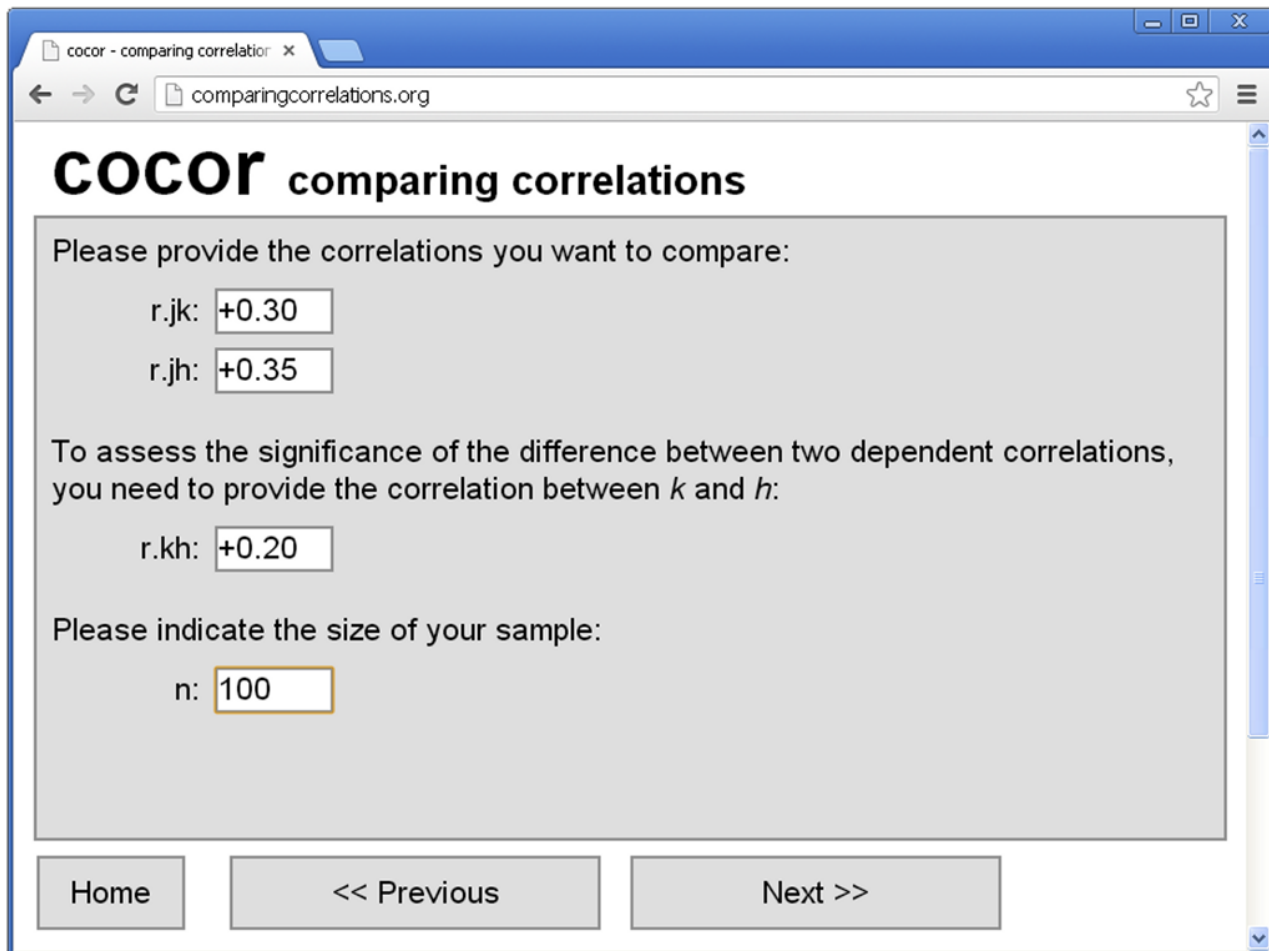 cocor - comparing correlation
comparingcorrelations.org
cocor comparing correlations
Please provide the correlations you want to compare:
r.jk: +0.30
r.jh: +0.35
To assess the significance of the difference between two dependent correlations,
you need to provide the correlation between k and h:
r.kh: +0.20
Please indicate the size of your sample:
n: 100
Home << Previous Next >>